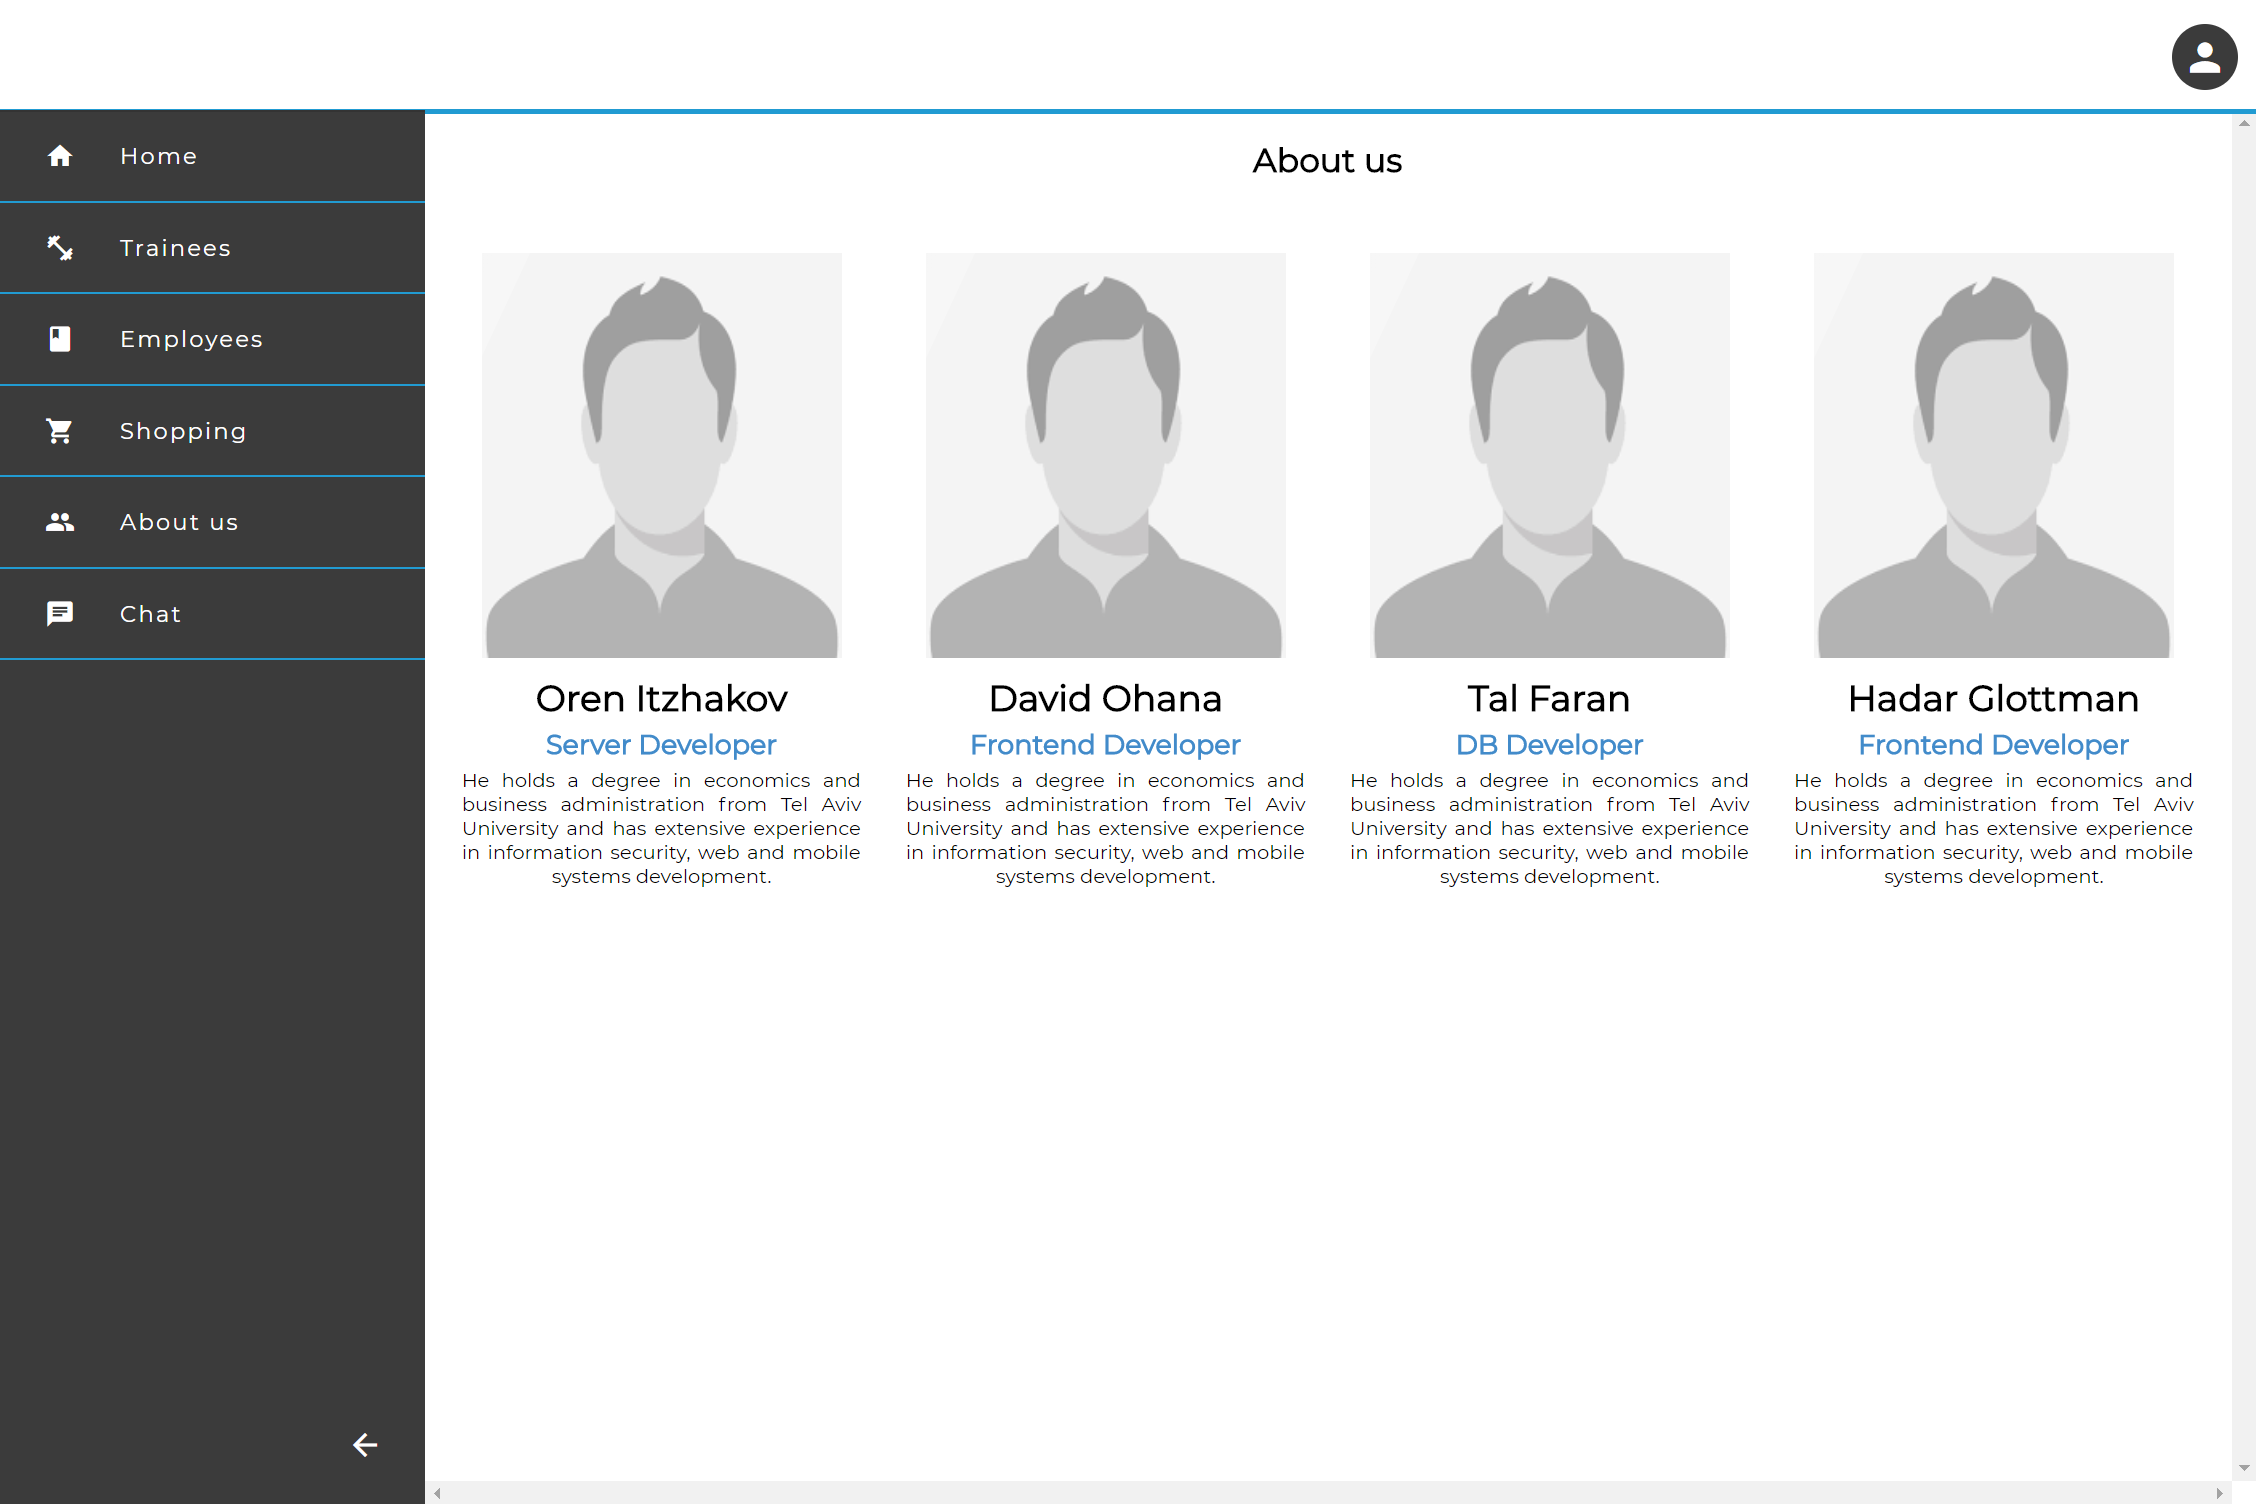 Home
Trainees
Employees
Shopping
About us
Chat
About us
Oren Itzhakov
Server Developer
He holds a degree in economics and
business administration from Tel Aviv
University and has extensive experience
in information security, web and mobile
systems development.
David Ohana
Frontend Developer
He holds a degree in economics and
business administration from Tel Aviv
University and has extensive experience
in information security, web and mobile
systems development.
Tal Faran
DB Developer
He holds a degree in economics and
business administration from Tel Aviv
University and has extensive experience
in information security, web and mobile
systems development.
Hadar Glottman
Frontend Developer
He holds a degree in economics and
business administration from Tel Aviv
University and has extensive experience
in information security, web and mobile
systems development.